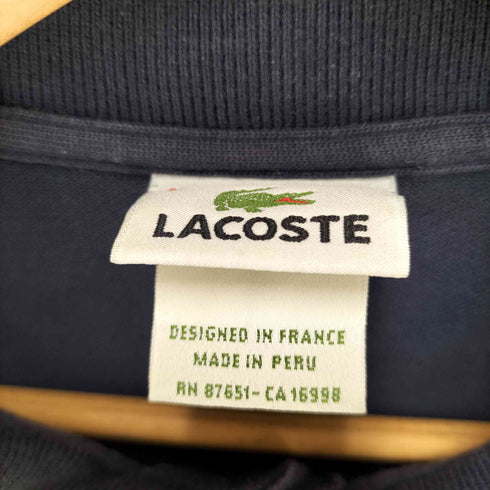 LACOSTE
DESIGNED IN FRANCE
MADE IN PERU
RN 87651-CA 16998